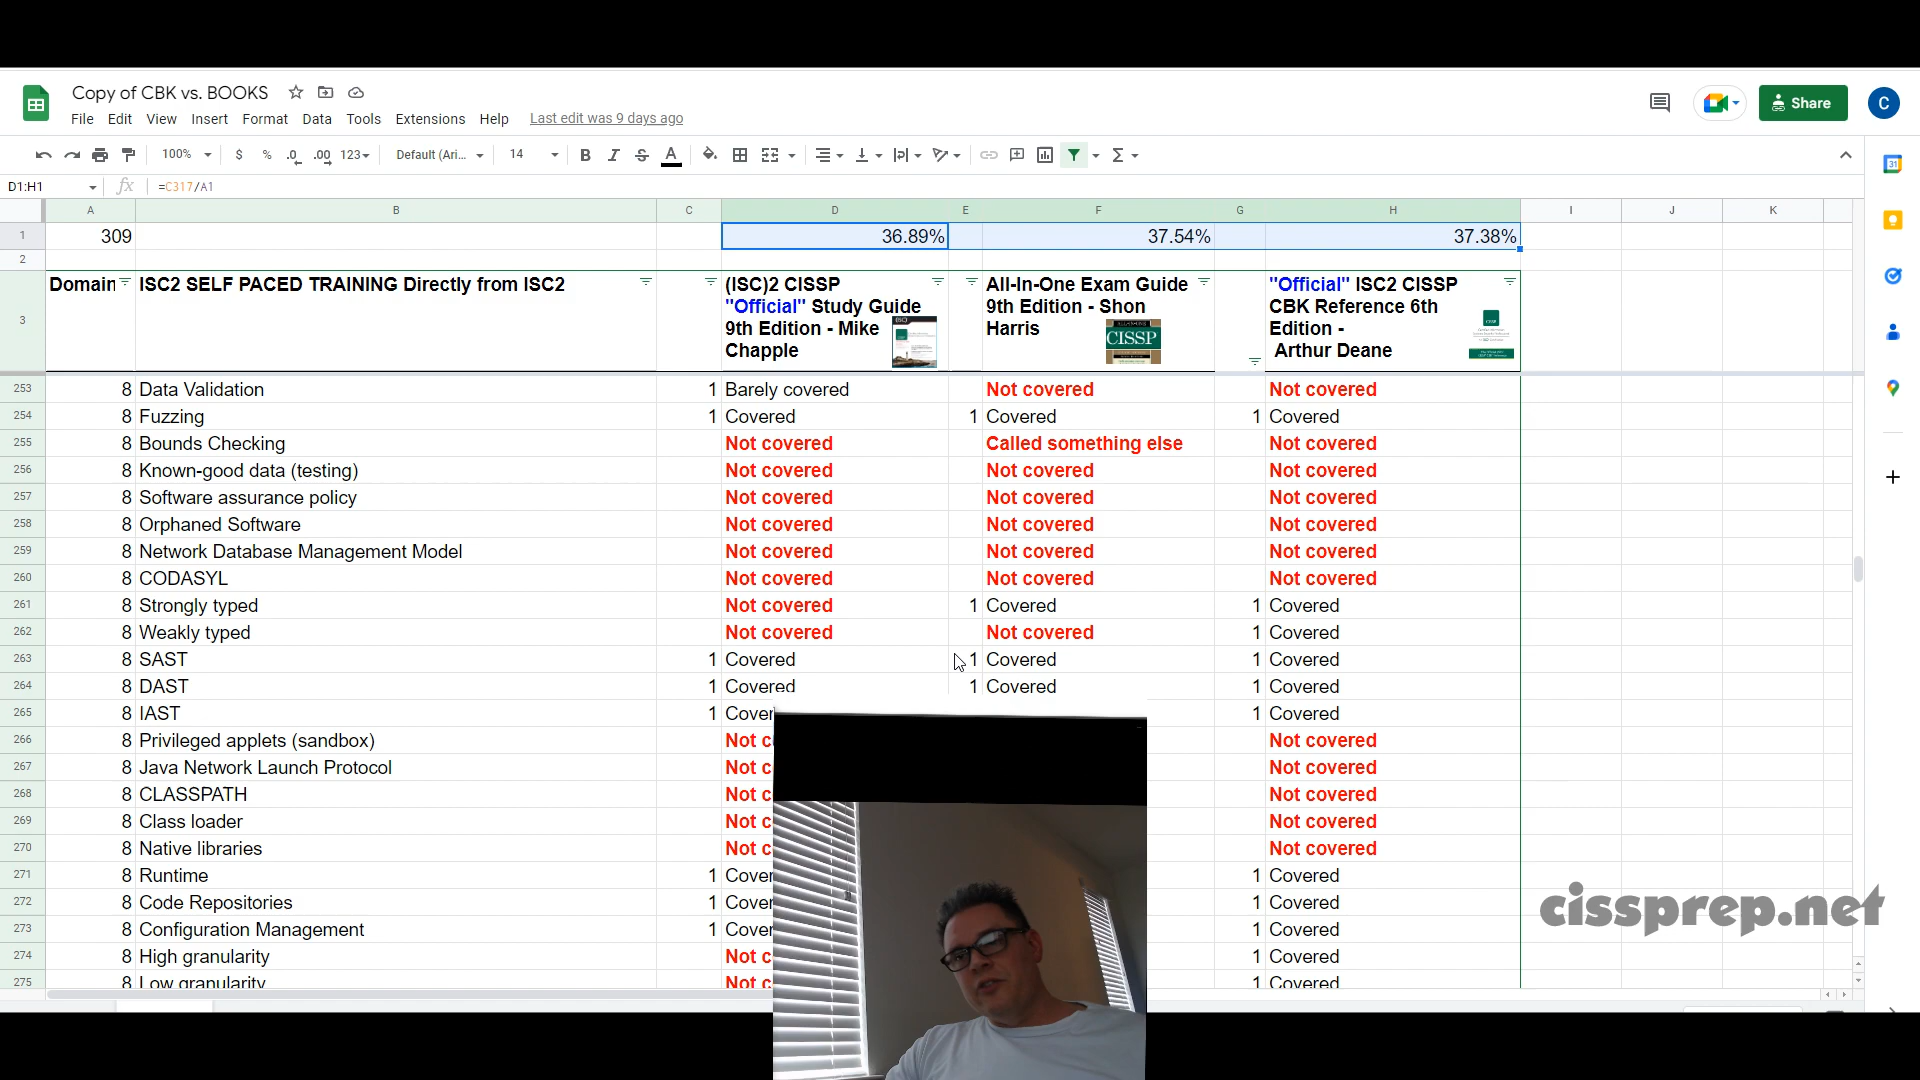 Copy of CBK vs. BOOKS
File Edit View Insert Format Data Tools Extensions Help Last edit was 9 days ago
Share
C
100% $ % .0 .00 123 Default (Ari... 14 B I S A
31
D1:H1 fx =C317/A1
A B C D E F G H I J K
1 309 36.89% 37.54% 37.38%
2
3 Domain ISC2 SELF PACED TRAINING Directly from ISC2
(ISC)2 CISSP
"Official" Study Guide
9th Edition - Mike
Chapple
All-In-One Exam Guide
9th Edition - Shon
Harris
CISSP
"Official" ISC2 CISSP
CBK Reference 6th
Edition -
Arthur Deane
253 8 Data Validation 1 Barely covered Not covered Not covered
254 8 Fuzzing 1 Covered 1 Covered 1 Covered
255 8 Bounds Checking Not covered Called something else Not covered
256 8 Known-good data (testing) Not covered Not covered Not covered
257 8 Software assurance policy Not covered Not covered Not covered
258 8 Orphaned Software Not covered Not covered Not covered
259 8 Network Database Management Model Not covered Not covered Not covered
260 8 CODASYL Not covered Not covered Not covered
261 8 Strongly typed Not covered 1 Covered 1 Covered
262 8 Weakly typed Not covered Not covered 1 Covered
263 8 SAST 1 Covered 1 Covered 1 Covered
264 8 DAST 1 Covered 1 Covered 1 Covered
265 8 IAST 1 Cover 1 Covered
266 8 Privileged applets (sandbox) Not c Not covered
267 8 Java Network Launch Protocol Not c Not covered
268 8 CLASSPATH Not c Not covered
269 8 Class loader Not c Not covered
270 8 Native libraries Not c Not covered
271 8 Runtime 1 Cover 1 Covered
272 8 Code Repositories 1 Cover 1 Covered
273 8 Configuration Management 1 Cover 1 Covered
274 8 High granularity Not c 1 Covered
275 8 Low granularity Not c 1 Covered
cissprep.net